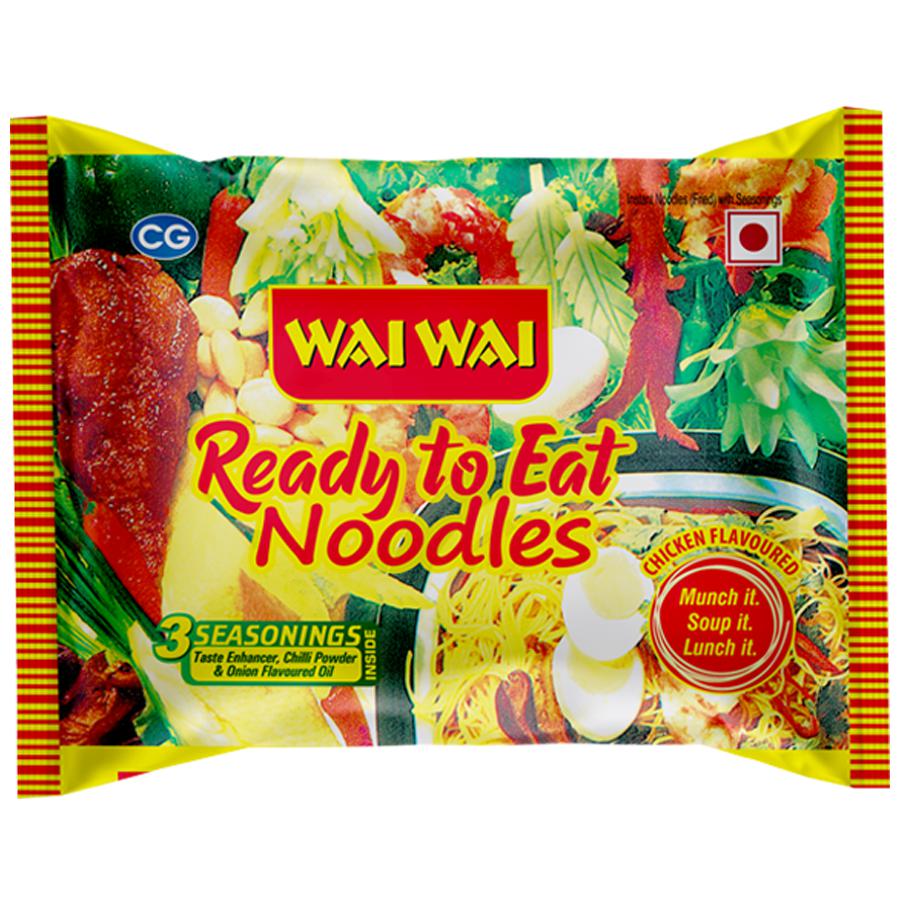 Instant Noodles (Fried) with Seasonings
CG
WAI WAI
Ready to Eat
Noodles
CHICKEN FLAVOURED
Munch it.
Soup it.
Lunch it.
3 SEASONINGS
Taste Enhancer, Chilli Powder
& Onion Flavoured Oil
INSIDE